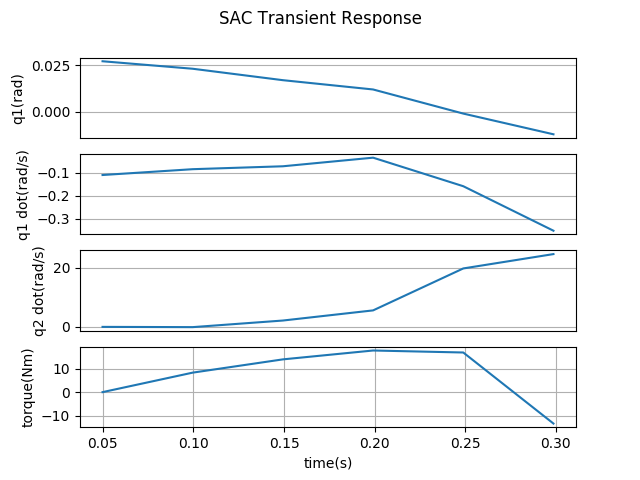 SAC Transient Response
q1(rad)
0.025
0.000
q1 dot(rad/s)
−0.1
−0.2
−0.3
q2 dot(rad/s)
20
0
torque(Nm)
10
0
−10
0.05 0.10 0.15 0.20 0.25 0.30
time(s)